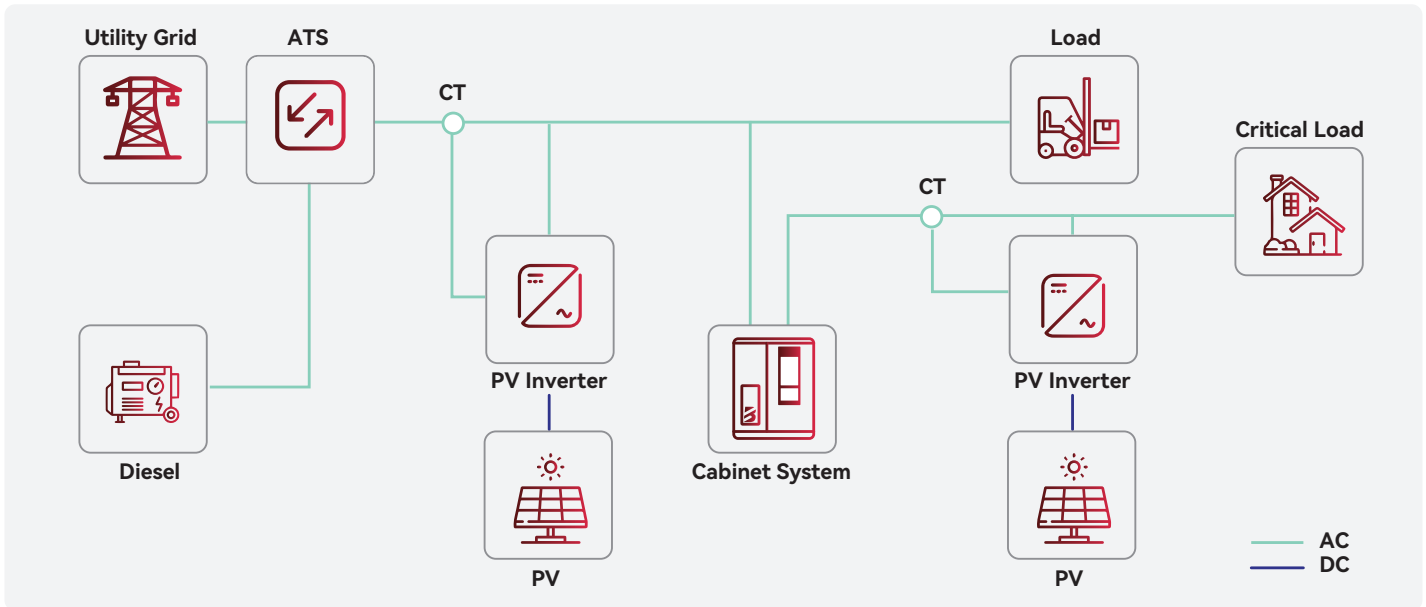 Utility Grid
ATS
Load
CT
Critical Load
CT
PV Inverter
PV Inverter
Diesel
Cabinet System
PV
PV
AC
DC